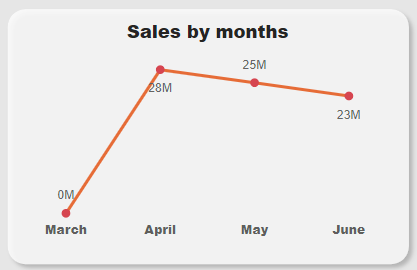 Sales by months
25M
28M
23M
0M
March April May June